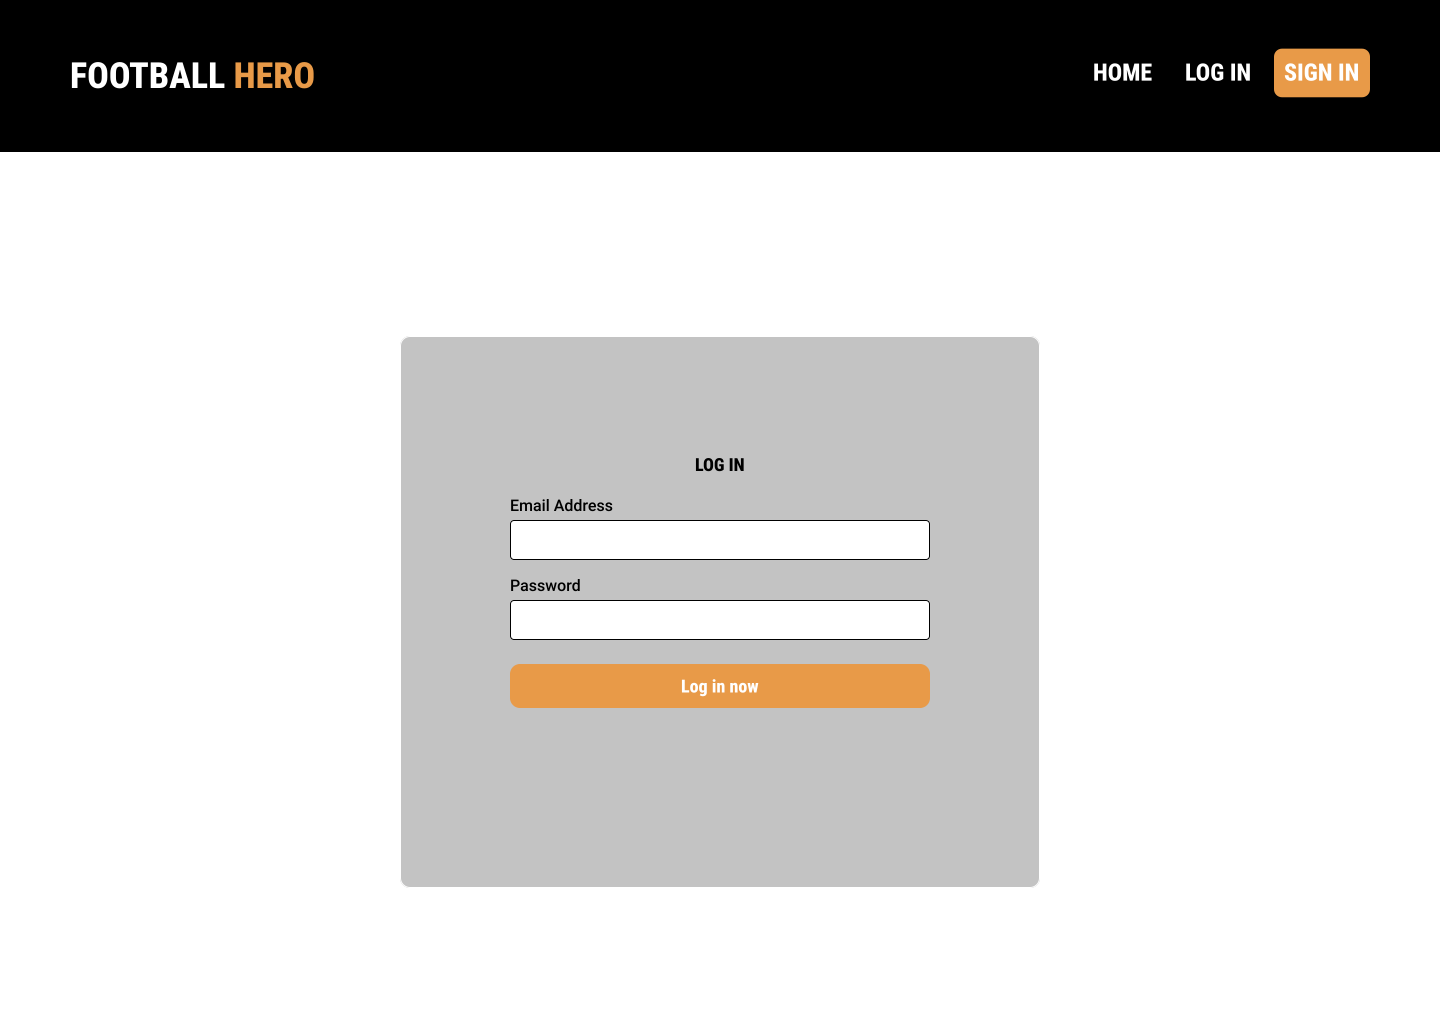 FOOTBALL HERO
HOME LOG IN SIGN IN
LOG IN
Email Address
Password
Log in now